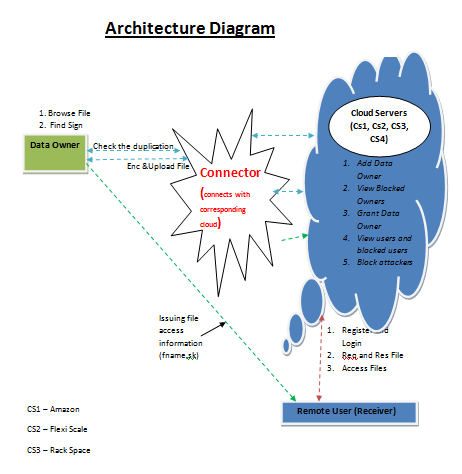 Architecture Diagram
1. Browse File
2. Find Sign
Data Owner
Check the duplication
Enc &Upload File
Connector
(connects with
corresponding
cloud)
Cloud Servers
(Cs1, Cs2, CS3,
CS4)
1. Add Data
Owner
2. View Blocked
Owners
3. Grant Data
Owner
4. View users and
blocked users
5. Block attackers
Issuing file
access
information
(fname,sk)
1. Register and
Login
2. Req and Res File
3. Access Files
Remote User (Receiver)
CS1 – Amazon
CS2 – Flexi Scale
CS3 – Rack Space